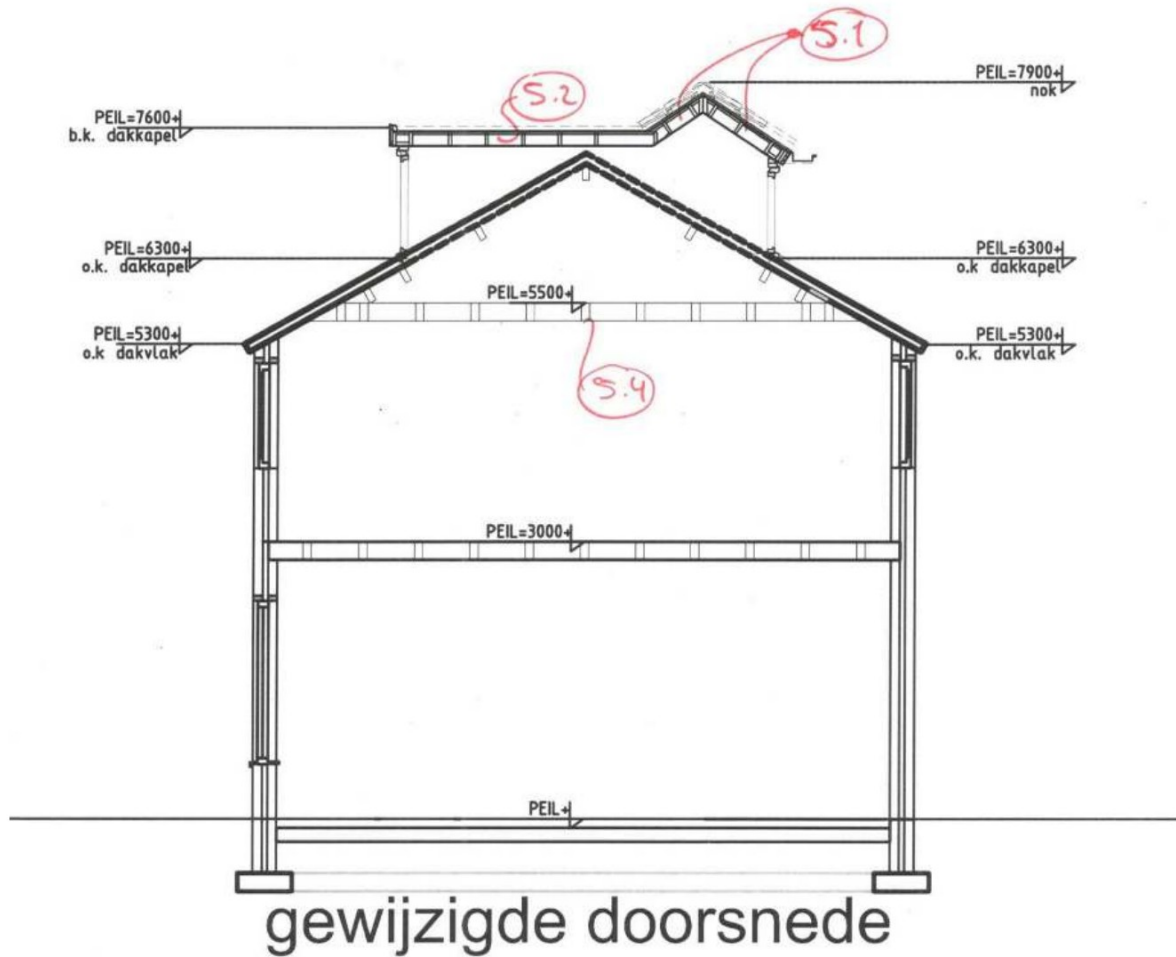 5.1
PEIL=7900+
nok
5.2
PEIL=7600+
b.k. dakkapel
PEIL=6300+
o.k. dakkapel
PEIL=6300+
o.k dakkapel
PEIL=5500+
PEIL=5300+
o.k dakvlak
PEIL=5300+
o.k. dakvlak
5.4
PEIL=3000+
PEIL+
gewijzigde doorsnede